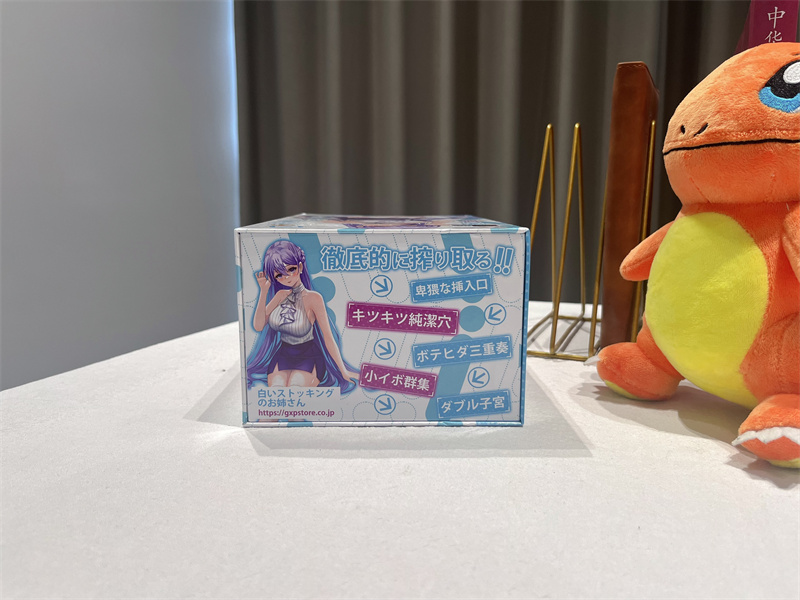 徹底的に搾り取る!!
卑猥な挿入口
キツキツ純潔穴
ボテヒダ三重奏
小イボ群集
ダブル子宮
白いストッキング
のお姉さん
https://gxpstore.co.jp
中华